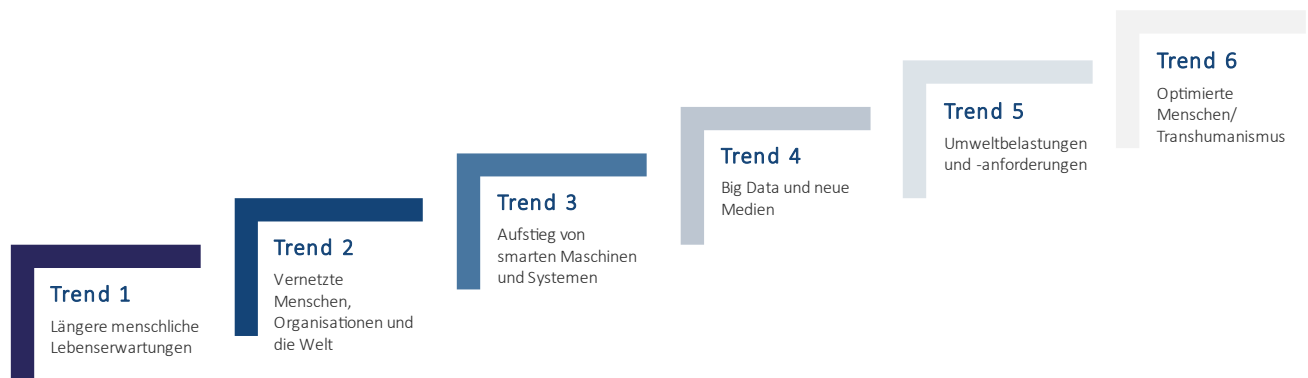 Trend 1
Längere menschliche
Lebenserwartungen
Trend 2
Vernetzte
Menschen,
Organisationen und
die Welt
Trend 3
Aufstieg von
smarten Maschinen
und Systemen
Trend 4
Big Data und neue
Medien
Trend 5
Umweltbelastungen
und -anforderungen
Trend 6
Optimierte
Menschen/
Transhumanismus